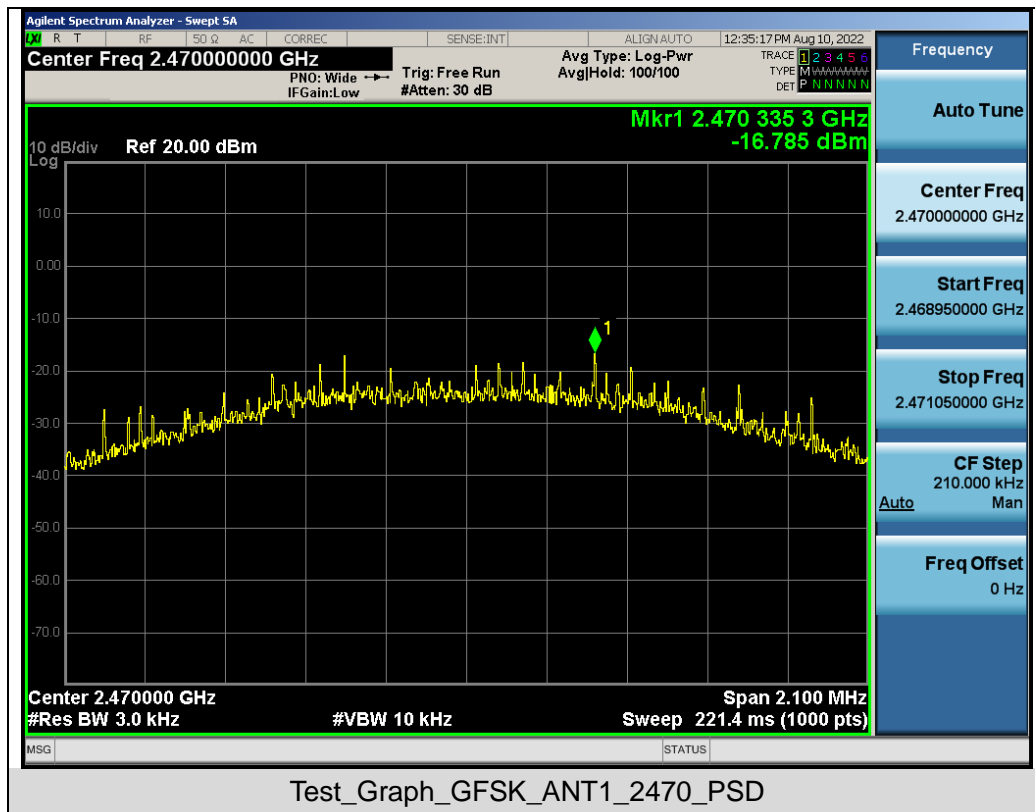 Agilent Spectrum Analyzer - Swept SA
LXI R T RF 50 Ω AC CORREC SENSE:INT ALIGNAUTO 12:35:17 PM Aug 10, 2022
Center Freq 2.470000000 GHz
PNO: Wide
IFGain:Low
Trig: Free Run
#Atten: 30 dB
Avg Type: Log-Pwr
Avg|Hold: 100/100
TRACE 1 2 3 4 5 6
TYPE M WWWWW
DET P N N N N N
Mkr1 2.470 335 3 GHz
-16.785 dBm
10 dB/div Ref 20.00 dBm
Log
10.0
0.00
-10.0
-20.0
-30.0
-40.0
-50.0
-60.0
-70.0
1
Center 2.470000 GHz Span 2.100 MHz
#Res BW 3.0 kHz #VBW 10 kHz Sweep 221.4 ms (1000 pts)
MSG STATUS
Frequency
Auto Tune
Center Freq
2.470000000 GHz
Start Freq
2.468950000 GHz
Stop Freq
2.471050000 GHz
CF Step
210.000 kHz
Auto Man
Freq Offset
0 Hz
Test_Graph_GFSK_ANT1_2470_PSD